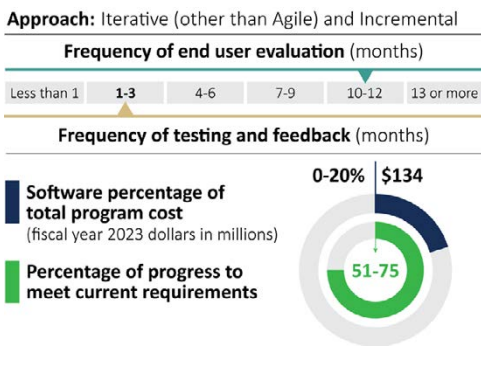 Approach: Iterative (other than Agile) and Incremental
Frequency of end user evaluation (months)
Less than 1 1-3 4-6 7-9 10-12 13 or more
Frequency of testing and feedback (months)
0-20% $134
Software percentage of
total program cost
(fiscal year 2023 dollars in millions)
Percentage of progress to
meet current requirements
51-75